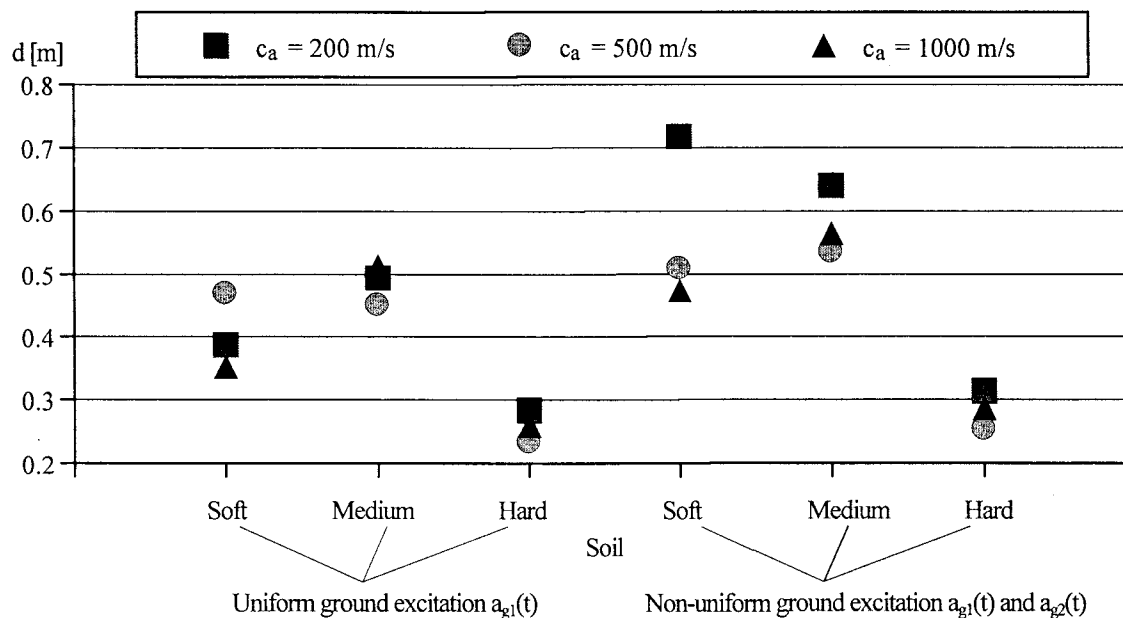 c_a = 200 m/s c_a = 500 m/s c_a = 1000 m/s
d [m]
0.8
0.7
0.6
0.5
0.4
0.3
0.2
Soft Medium Hard Soft Medium Hard
Soil
Uniform ground excitation a_g1(t) Non-uniform ground excitation a_g1(t) and a_g2(t)